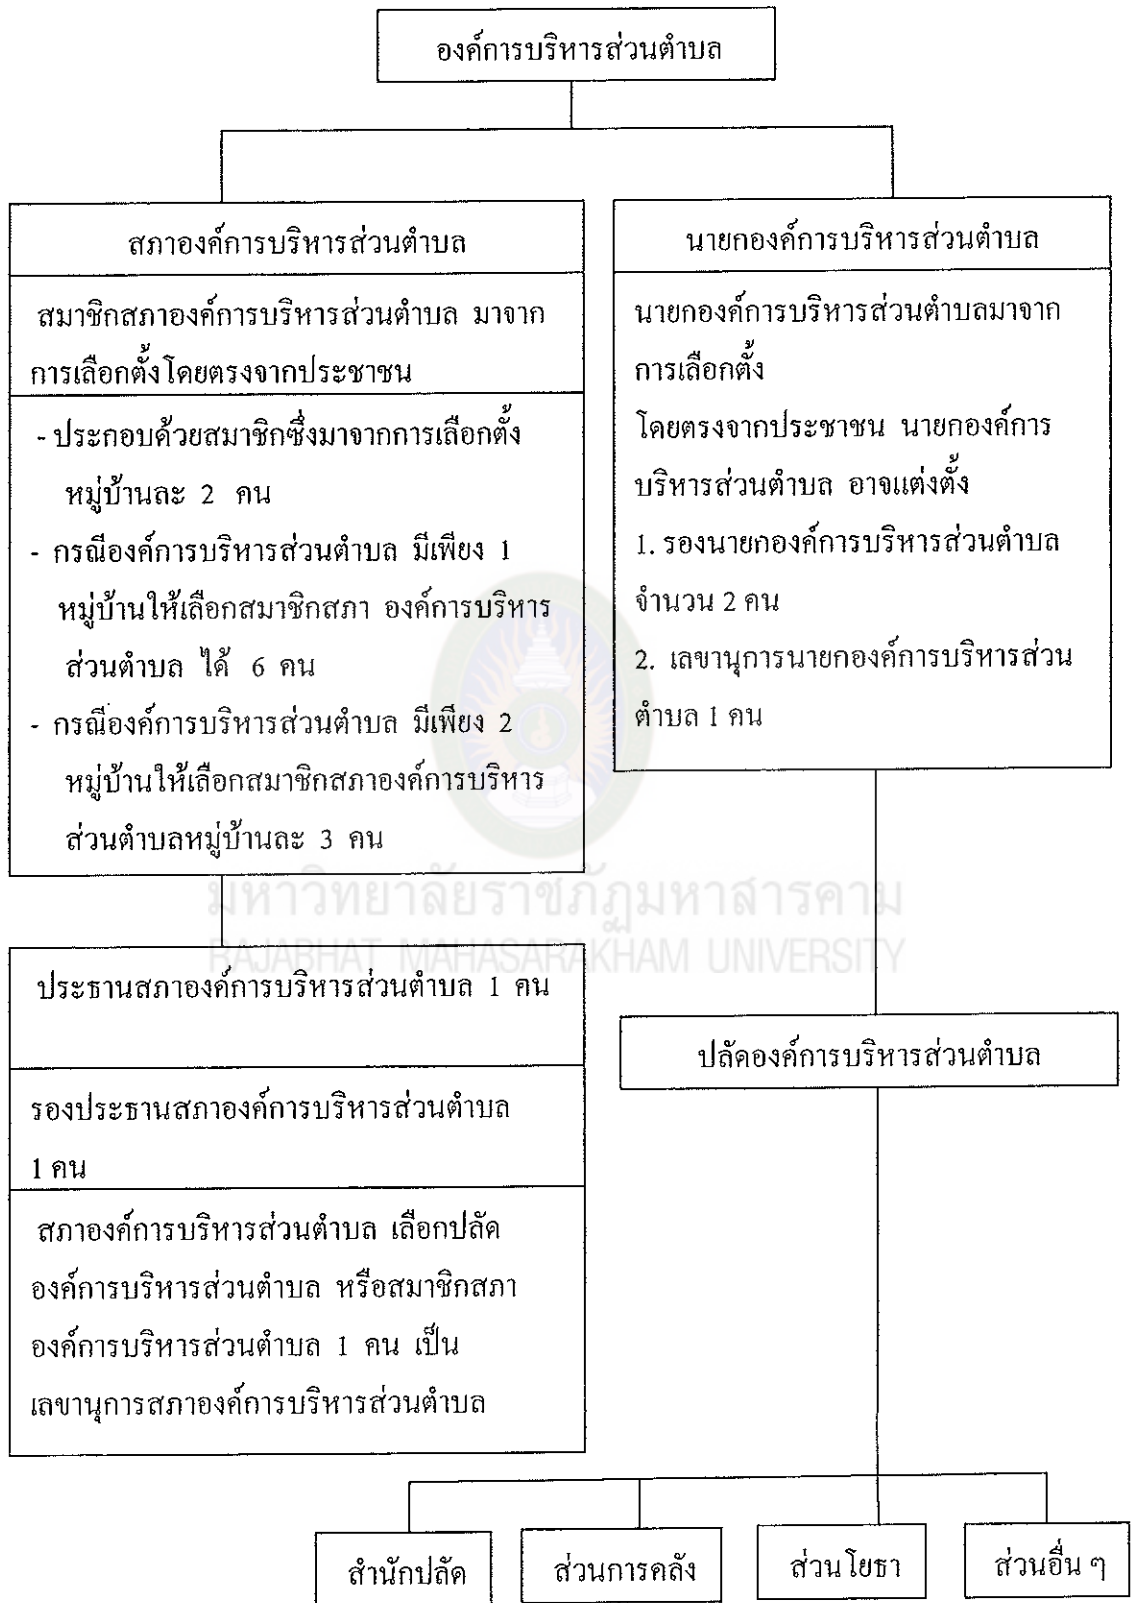 องค์การบริหารส่วนตำบล
สภาองค์การบริหารส่วนตำบล
สมาชิกสภาองค์การบริหารส่วนตำบล มาจาก
การเลือกตั้งโดยตรงจากประชาชน
- ประกอบด้วยสมาชิกซึ่งมาจากการเลือกตั้ง
หมู่บ้านละ 2 คน
- กรณีองค์การบริหารส่วนตำบล มีเพียง 1
หมู่บ้านให้เลือกสมาชิกสภา องค์การบริหาร
ส่วนตำบล ได้ 6 คน
- กรณีองค์การบริหารส่วนตำบล มีเพียง 2
หมู่บ้านให้เลือกสมาชิกสภาองค์การบริหาร
ส่วนตำบลหมู่บ้านละ 3 คน
นายกองค์การบริหารส่วนตำบล
นายกองค์การบริหารส่วนตำบลมาจาก
การเลือกตั้ง
โดยตรงจากประชาชน นายกองค์การ
บริหารส่วนตำบล อาจแต่งตั้ง
1. รองนายกองค์การบริหารส่วนตำบล
จำนวน 2 คน
2. เลขานุการนายกองค์การบริหารส่วน
ตำบล 1 คน
มหาวิทยาลัยราชภัฏมหาสารคาม
RAJABHAT MAHASARAKHAM UNIVERSITY
ประธานสภาองค์การบริหารส่วนตำบล 1 คน
รองประธานสภาองค์การบริหารส่วนตำบล
1 คน
สภาองค์การบริหารส่วนตำบล เลือกปลัด
องค์การบริหารส่วนตำบล หรือสมาชิกสภา
องค์การบริหารส่วนตำบล 1 คน เป็น
เลขานุการสภาองค์การบริหารส่วนตำบล
ปลัดองค์การบริหารส่วนตำบล
สำนักปลัด
ส่วนการคลัง
ส่วนโยธา
ส่วนอื่น ๆ